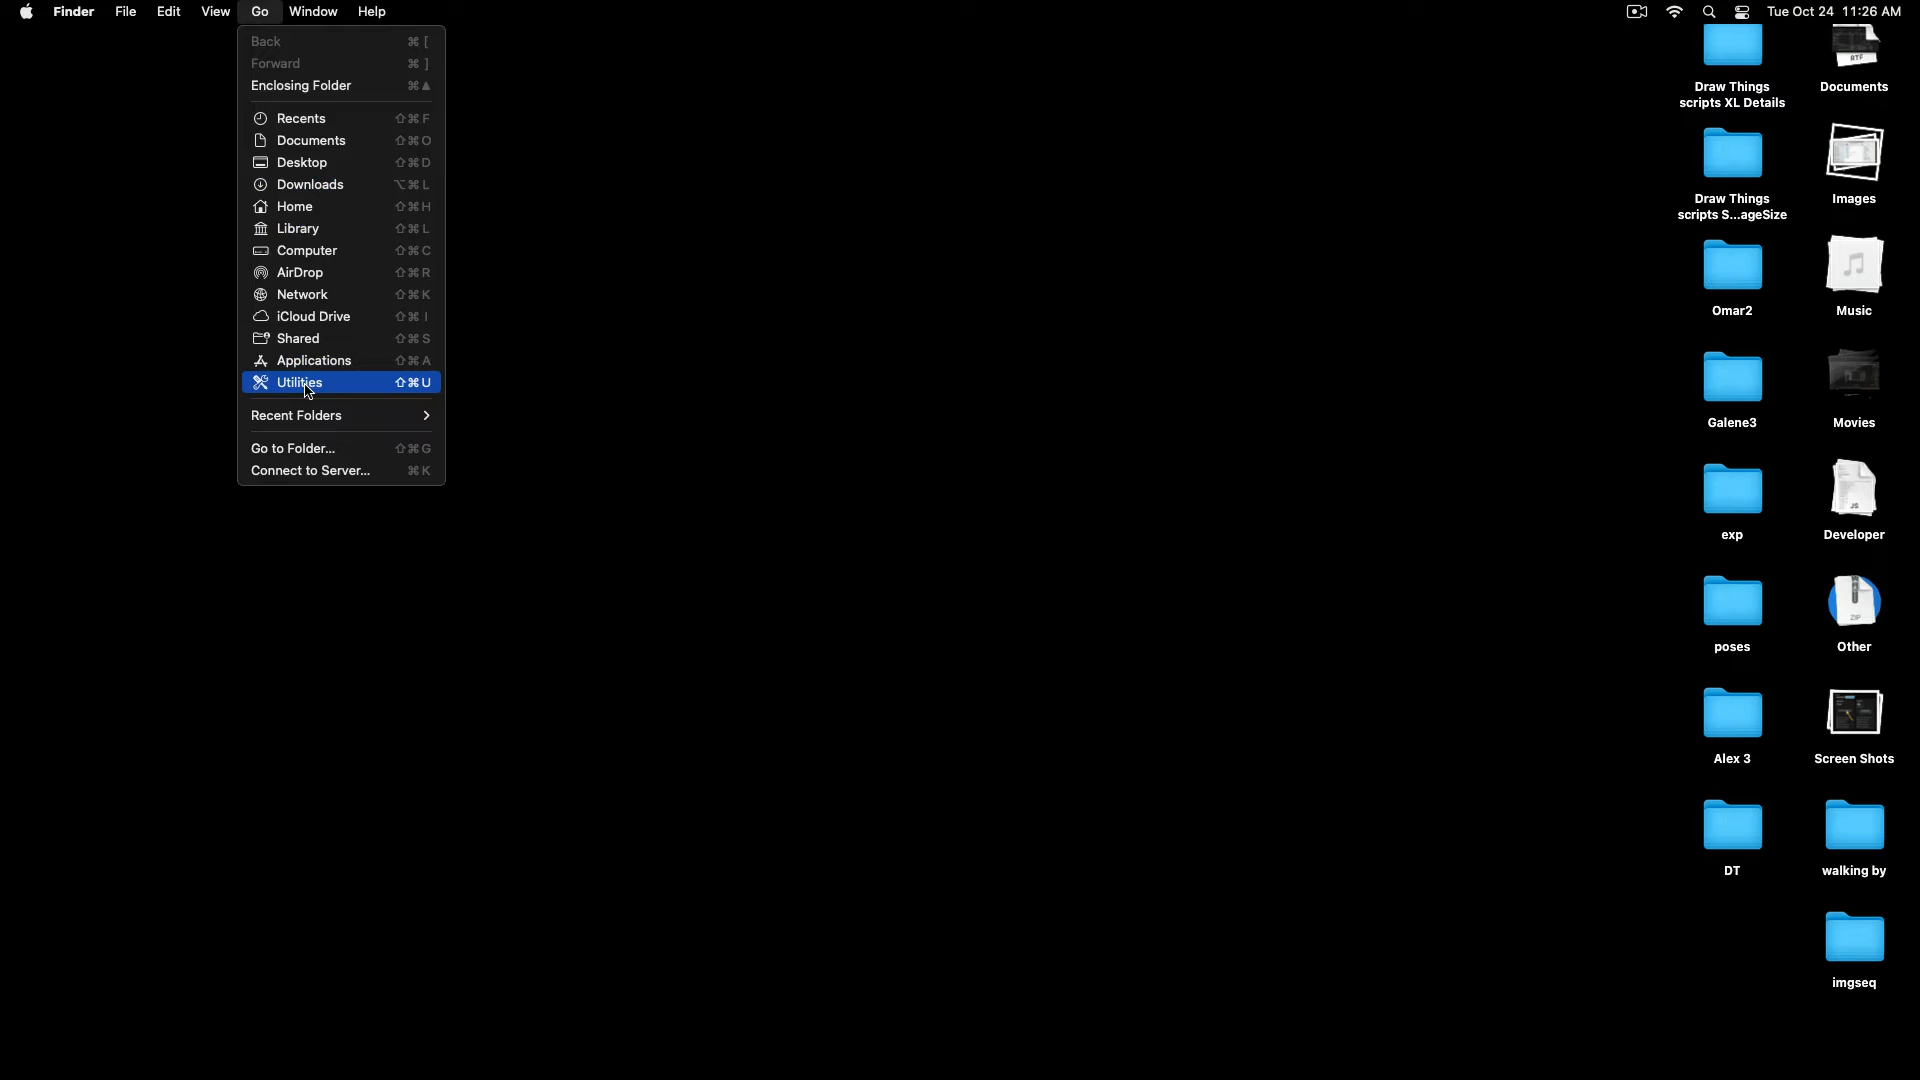 Finder File Edit View Go Window Help Tue Oct 24 11:26 AM
Back ⌘ [
Forward ⌘ ]
Enclosing Folder ⌘▲
Recents ⇧⌘F
Documents ⇧⌘O
Desktop ⇧⌘D
Downloads ⌥⌘L
Home ⇧⌘H
Library ⇧⌘L
Computer ⇧⌘C
AirDrop ⇧⌘R
Network ⇧⌘K
iCloud Drive ⇧⌘I
Shared ⇧⌘S
Applications ⇧⌘A
Utilities ⇧⌘U
Recent Folders
Go to Folder... ⇧⌘G
Connect to Server... ⌘K
Draw Things
scripts XL Details
RTF
Documents
Draw Things
scripts S...ageSize
Images
Omar2
Music
Galene3
Movies
exp
JS
Developer
poses
ZIP
Other
Alex 3
Screen Shots
DT
walking by
imgseq